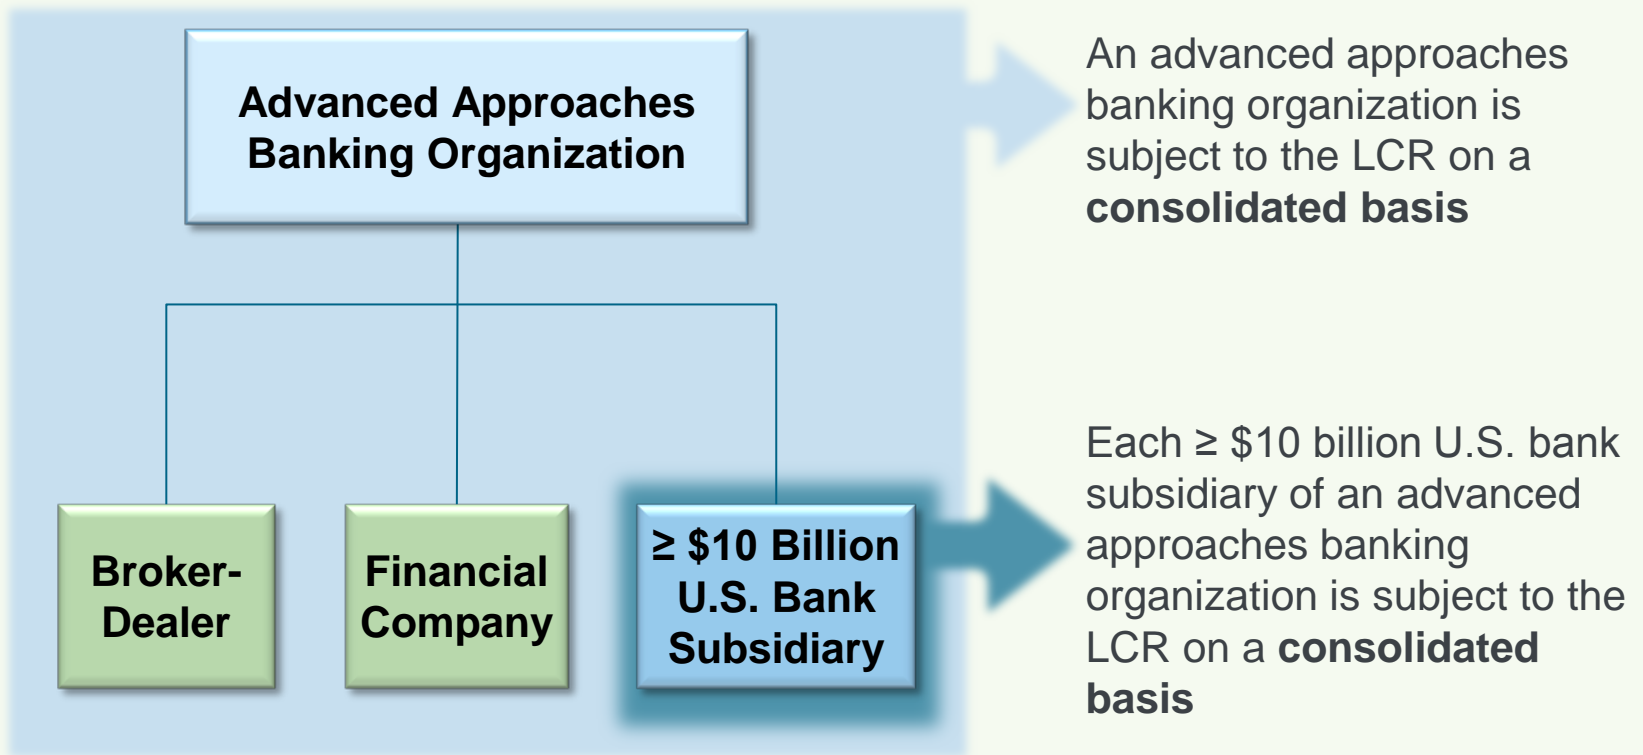 Advanced Approaches
Banking Organization
An advanced approaches
banking organization is
subject to the LCR on a
consolidated basis
Broker-
Dealer
Financial
Company
≥ $10 Billion
U.S. Bank
Subsidiary
Each ≥ $10 billion U.S. bank
subsidiary of an advanced
approaches banking
organization is subject to the
LCR on a consolidated
basis